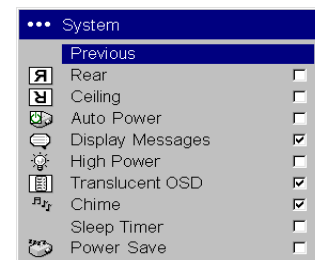 ••• System
Previous
Rear
Ceiling
Auto Power
Display Messages
High Power
Translucent OSD
Chime
Sleep Timer
Power Save